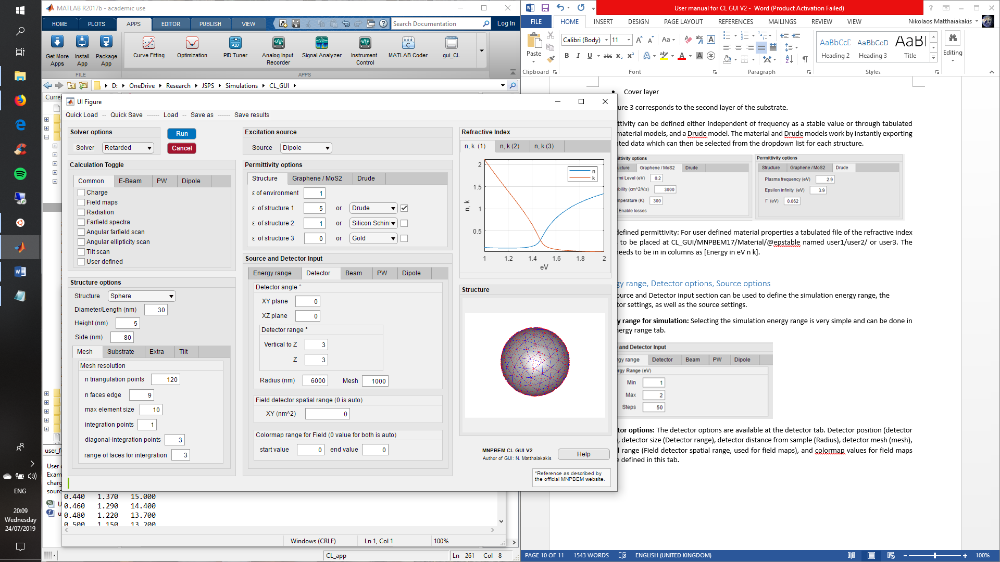 MATLAB R2017b - academic use
HOME PLOTS APPS EDITOR PUBLISH VIEW
Search Documentation
Log In
Get More Apps
Install App
Package App
Curve Fitting
Optimization
PID Tuner
Analog Input Recorder
Signal Analyzer
Instrument Control
MATLAB Coder
gui_CL
FILE
APPS
D: OneDrive Research JSPS Simulations CL_GUI
Curre
UI Figure
Quick Load -- Quick Save ------ Load -- Save as ------ Save results
Solver options
Solver Retarded
Run
Cancel
Calculation Toggle
Common E-Beam PW Dipole
Charge
Field maps
Radiation
Farfield spectra
Angular farfield scan
Angular ellipticity scan
Tilt scan
User defined
Structure options
Structure Sphere
Diameter/Length (nm) 30
Height (nm) 5
Side (nm) 80
Mesh Substrate Extra Tilt
Mesh resolution
n triangulation points 120
n faces edge 9
max element size 10
integration points 1
diagonal-integration points 3
range of faces for intergration 3
Excitation source
Source Dipole
Permittivity options
Structure Graphene / MoS2 Drude
ε of environment 1
ε of structure 1 5 or Drude
ε of structure 2 1 or Silicon Schin
ε of structure 3 0 or Gold
Source and Detector Input
Energy range Detector Beam PW Dipole
Detector angle °
XY plane 0
XZ plane 0
Detector range °
Vertical to Z 3
Z 3
Radius (nm) 6000 Mesh 1000
Field detector spatial range (0 is auto)
XY (nm^2) 0
Colormap range for Field (0 value for both is auto)
start value 0 end value 0
Refractive Index
n, k (1) n, k (2) n, k (3)
n
k
2
1.5
1
0.5
n, k
1 1.2 1.4 1.6 1.8 2
eV
Structure
MNPBEM CL GUI V2
Author of GUI: N. Matthaiakakis
Help
*Reference as described by
the official MNPBEM website.
user_f
User
Exam
charg
sourc
0.440 1.370 15.000
0.460 1.290 14.400
0.480 1.220 13.700
0.500 1.150 13.200
Windows (CRLF) Ln 1, Col 1 100%
CL_app
Ln 261 Col 8
ENG
20:09
Wednesday
24/07/2019
User manual for CL GUI V2 - Word (Product Activation Failed)
FILE HOME INSERT DESIGN PAGE LAYOUT REFERENCES MAILINGS REVIEW VIEW
Nikolaos Matthaiakakis
Paste
Calibri (Body) 11
AaBbCcD AaBbCcD AaBl
Heading 2 Heading 3 Title
Editing
Clipboard Font Paragraph Styles
• Cover layer
ure 3 corresponds to the second layer of the substrate.
ttivity can be defined either independent of frequency as a stable value or through tabulated
material models, and a Drude model. The material and Drude models work by instantly exporting
ted data which can then be selected from the dropdown list for each structure.
ittivity options
ucture Graphene / MoS2 Drude
rmi Level (eV) 0.2
bility (cm^2/V.s) 3000
mperature (K) 300
Enable losses
Permittivity options
Structure Graphene / MoS2 Drude
Plasma frequency (eV) 2.9
Epsilon infinity (eV) 3.9
Γ (eV) 0.062
defined permittivity: For user defined material properties a tabulated file of the refractive index
to be placed at CL_GUI/MNPBEM17/Material/@epstable named user1/user2/ or user3. The
needs to be in in columns as [Energy in eV n k].
gy range, Detector options, Source options
ource and Detector input section can be used to define the simulation energy range, the
tor settings, as well as the source settings.
y range for simulation: Selecting the simulation energy range is very simple and can be done in
nergy range tab.
and Detector Input
rgy range Detector Beam PW Dipole
rgy Range (eV)
Min 1
Max 2
Steps 50
tor options: The detector options are available at the detector tab. Detector position (detector
), detector size (Detector range), detector distance from sample (Radius), detector mesh (mesh),
l range (Field detector spatial range, used for field maps), and colormap values for field maps
e defined in this tab.
PAGE 10 OF 11 1543 WORDS ENGLISH (UNITED KINGDOM) 100%